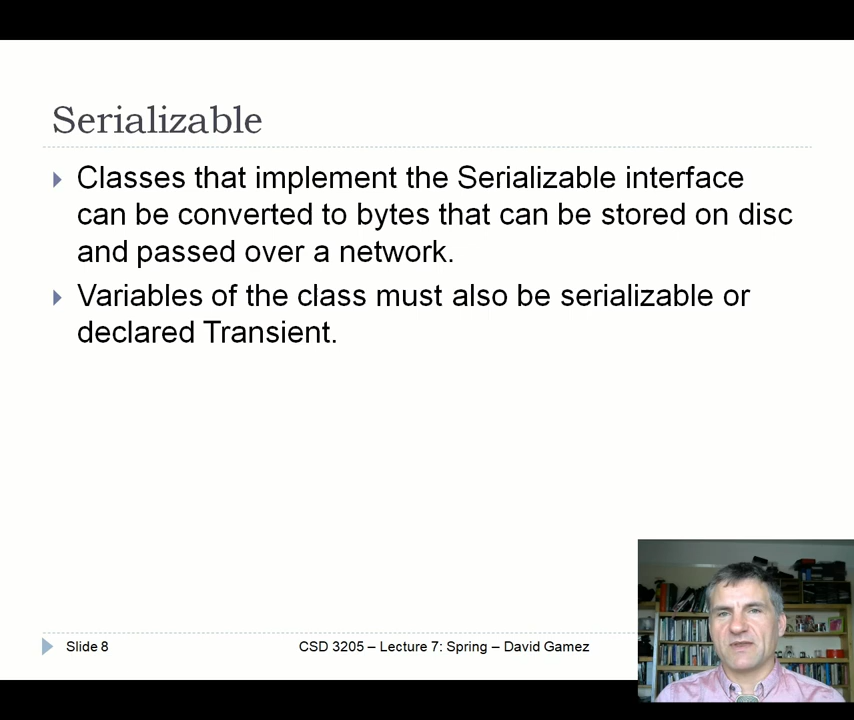 Serializable
Classes that implement the Serializable interface
can be converted to bytes that can be stored on disc
and passed over a network.
Variables of the class must also be serializable or
declared Transient.
Slide 8
CSD 3205 – Lecture 7: Spring – David Gamez